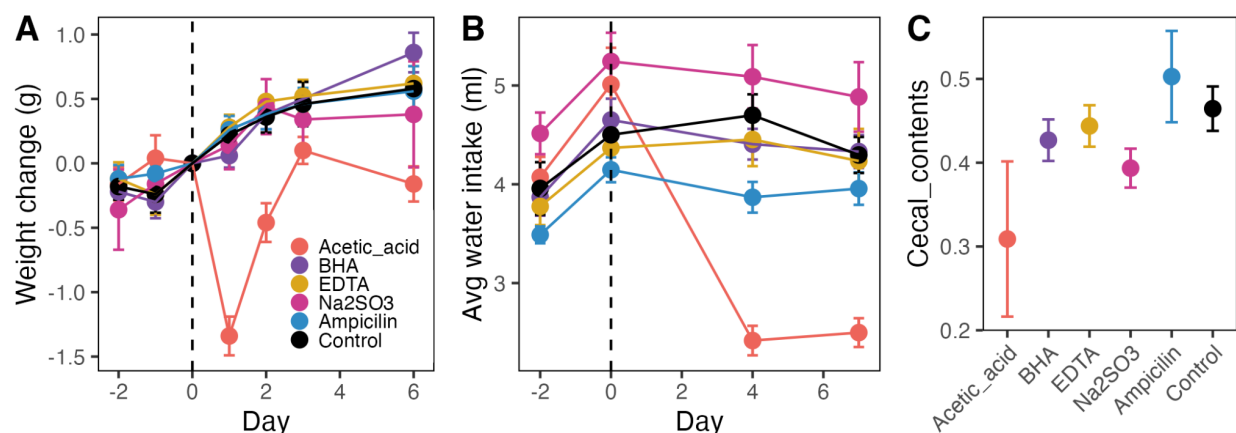 A
Weight change (g)
1.0
0.5
0.0
-0.5
-1.0
-1.5
Acetic_acid
BHA
EDTA
Na2SO3
Ampicilin
Control
-2
0
2
4
6
Day
B
Avg water intake (ml)
5
4
3
-2
0
2
4
6
Day
C
Cecal_contents
0.5
0.4
0.3
0.2
Acetic_acid
BHA
EDTA
Na2SO3
Ampicilin
Control